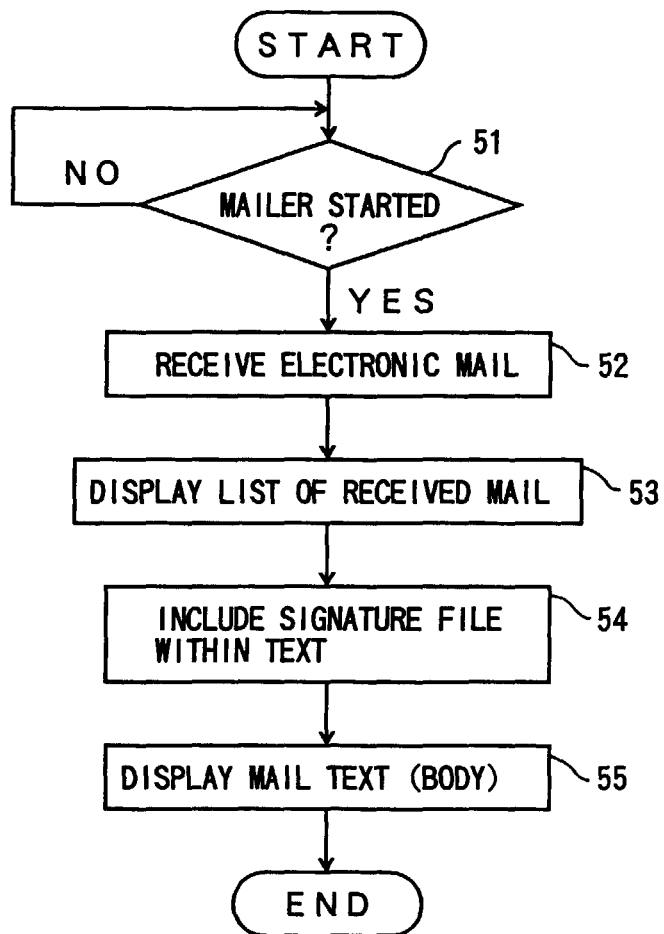 START
51
NO
MAILER STARTED
?
YES
RECEIVE ELECTRONIC MAIL
52
DISPLAY LIST OF RECEIVED MAIL
53
INCLUDE SIGNATURE FILE
WITHIN TEXT
54
DISPLAY MAIL TEXT (BODY)
55
END